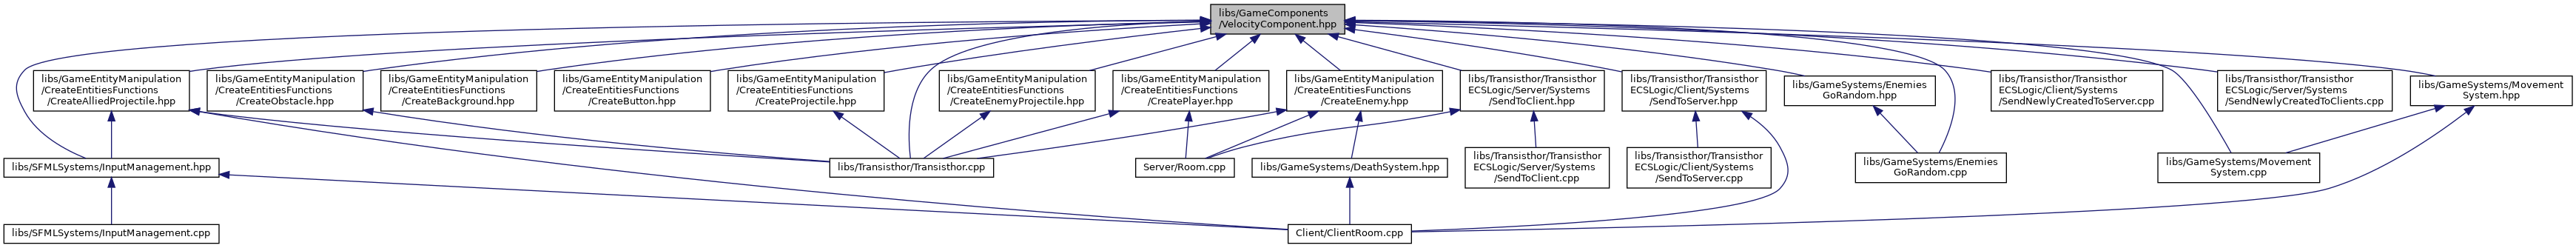 libs/GameComponents
/VelocityComponent.hpp
libs/GameEntityManipulation
/CreateEntitiesFunctions
/CreateAlliedProjectile.hpp
libs/GameEntityManipulation
/CreateEntitiesFunctions
/CreateObstacle.hpp
libs/GameEntityManipulation
/CreateEntitiesFunctions
/CreateBackground.hpp
libs/GameEntityManipulation
/CreateEntitiesFunctions
/CreateButton.hpp
libs/GameEntityManipulation
/CreateEntitiesFunctions
/CreateProjectile.hpp
libs/GameEntityManipulation
/CreateEntitiesFunctions
/CreateEnemyProjectile.hpp
libs/GameEntityManipulation
/CreateEntitiesFunctions
/CreatePlayer.hpp
libs/GameEntityManipulation
/CreateEntitiesFunctions
/CreateEnemy.hpp
libs/Transisthor/Transisthor
ECSLogic/Server/Systems
/SendToClient.hpp
libs/Transisthor/Transisthor
ECSLogic/Client/Systems
/SendToServer.hpp
libs/GameSystems/Enemies
GoRandom.hpp
libs/Transisthor/Transisthor
ECSLogic/Client/Systems
/SendNewlyCreatedToServer.cpp
libs/Transisthor/Transisthor
ECSLogic/Server/Systems
/SendNewlyCreatedToClients.cpp
libs/GameSystems/Movement
System.hpp
libs/SFMLSystems/InputManagement.hpp
libs/Transisthor/Transisthor.cpp
Server/Room.cpp
libs/GameSystems/DeathSystem.hpp
libs/Transisthor/Transisthor
ECSLogic/Server/Systems
/SendToClient.cpp
libs/Transisthor/Transisthor
ECSLogic/Client/Systems
/SendToServer.cpp
libs/GameSystems/Enemies
GoRandom.cpp
libs/GameSystems/Movement
System.cpp
libs/SFMLSystems/InputManagement.cpp
Client/ClientRoom.cpp